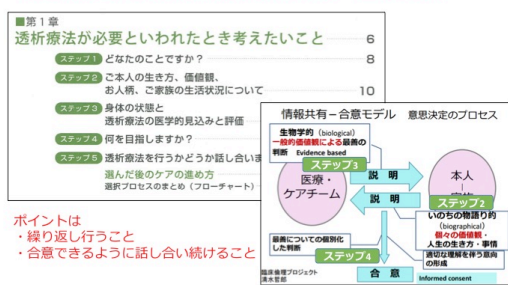 ■第1章
透析療法が必要といわれたとき考えたいこと 6
ステップ1 どなたのことですか？ 8
ステップ2 ご本人の生き方、価値観、
お人柄、ご家族の生活状況について 10
ステップ3 身体の状態と
透析療法の医学的見込みと評価
ステップ4 何を目指しますか？
ステップ5 透析療法を行うかどうか話し合いま
選んだ後のケアの進め方
選択プロセスのまとめ（フローチャート）
ポイントは
・繰り返し行うこと
・合意できるように話し合い続けること
情報共有－合意モデル 意思決定のプロセス
生物学的（biological）
一般的価値観による最善の
判断 Evidence based
ステップ3
医療・
ケアチーム
説 明
説 明
本人
ステップ2
いのちの物語り的
（biographical）
個々の価値観・
人生の生き方・事情
最善についての個別化
した判断
ステップ4
適切な理解を伴う意向
の形成
合 意
Informed consent
臨床倫理プロジェクト
清水哲郎